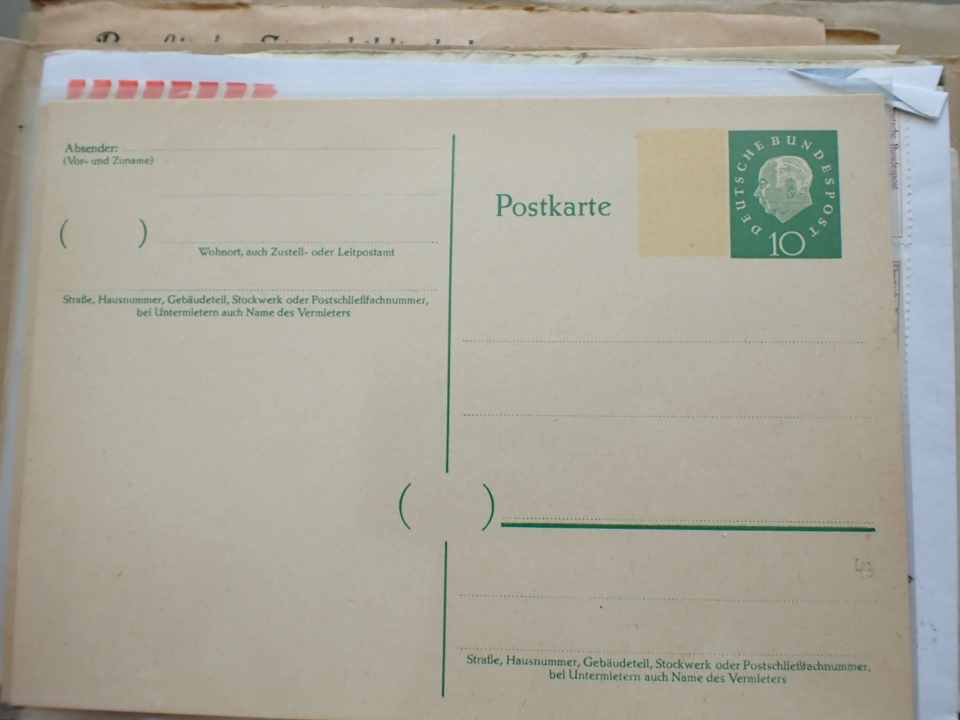 Absender:
(Vor- und Zuname)
( )
Wohnort, auch Zustell- oder Leitpostamt
Straße, Hausnummer, Gebäudeteil, Stockwerk oder Postschließfachnummer,
bei Untermietern auch Name des Vermieters
Postkarte
DEUTSCHE BUNDESPOST
10
( )
43
Straße, Hausnummer, Gebäudeteil, Stockwerk oder Postschließfachnummer,
bei Untermietern auch Name des Vermieters